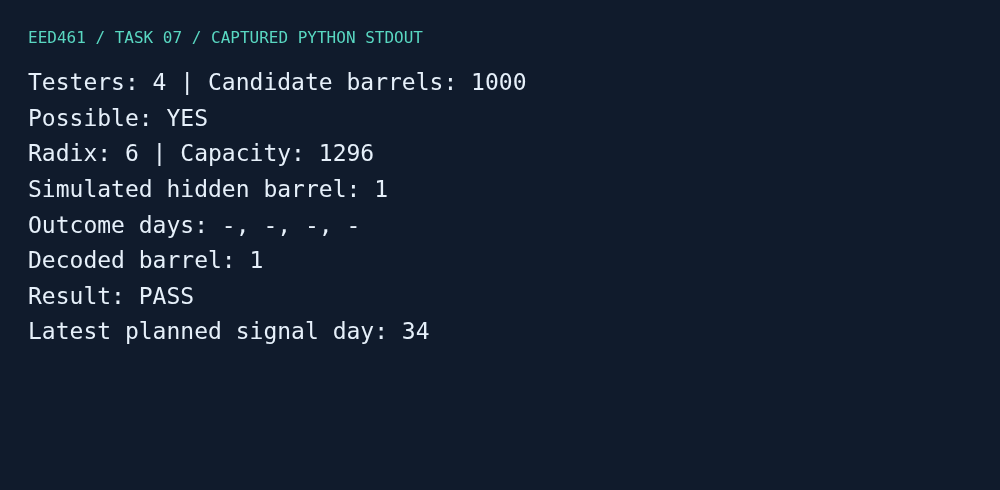 EED461 / TASK 07 / CAPTURED PYTHON STDOUT
Testers: 4 | Candidate barrels: 1000
Possible: YES
Radix: 6 | Capacity: 1296
Simulated hidden barrel: 1
Outcome days: -, -, -, -
Decoded barrel: 1
Result: PASS
Latest planned signal day: 34